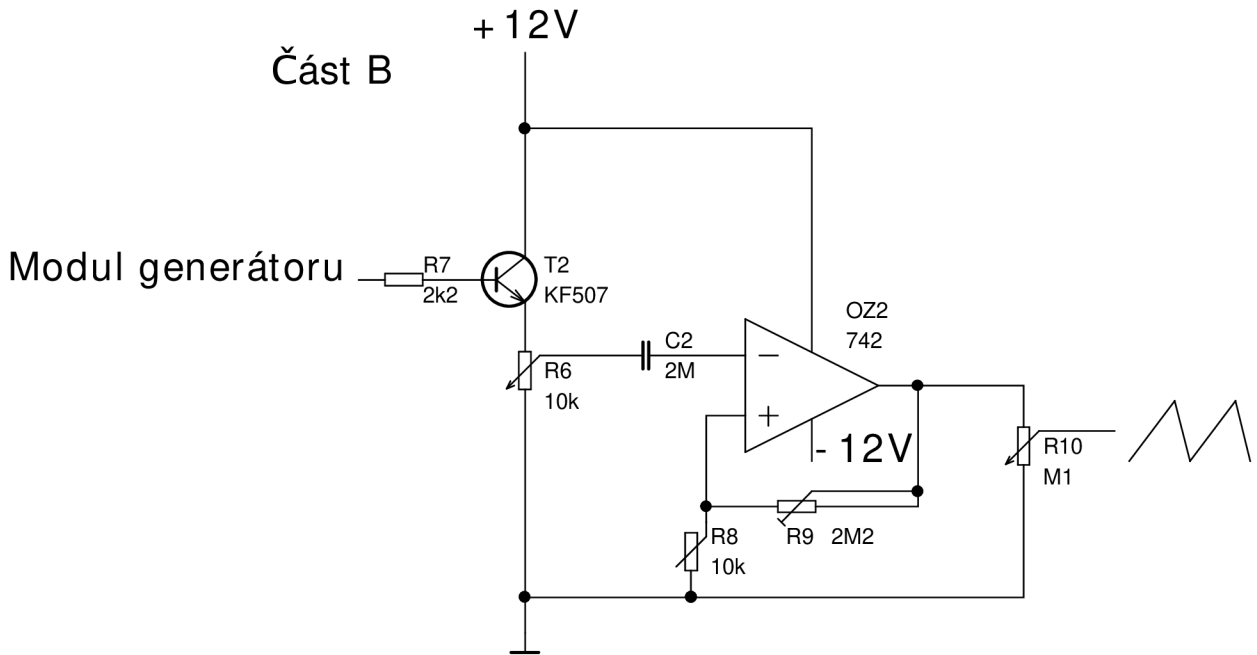 + 12V
Část B
Modul generátoru
R7
2k2
T2
KF507
OZ2
742
C2
2M
R6
10k
−
+
- 12V
R10
M1
R9 2M2
R8
10k